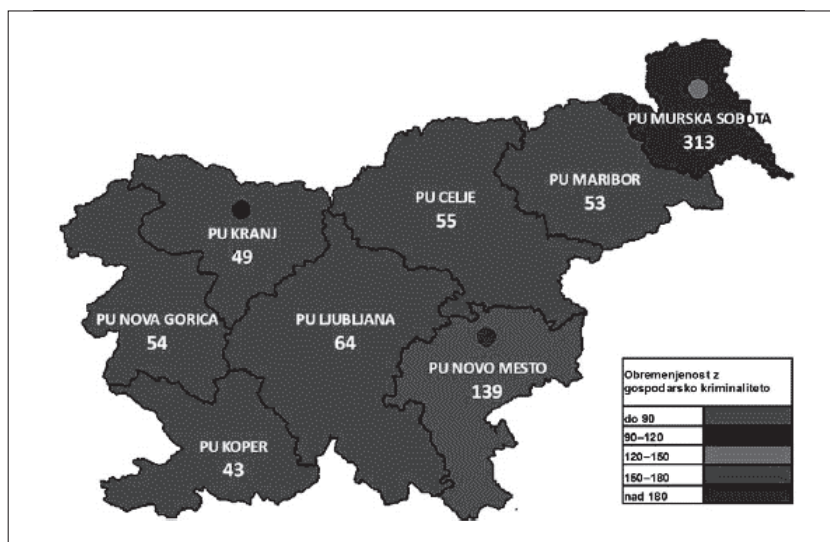 PU MURSKA SOBOTA
313
PU MARIBOR
53
PU CELJE
55
PU KRANJ
49
PU NOVA GORICA
54
PU LJUBLJANA
64
PU NOVO MESTO
139
PU KOPER
43
Obremenjenost z
gospodarsko kriminaliteto
do 90
90–120
120–150
150–180
nad 180